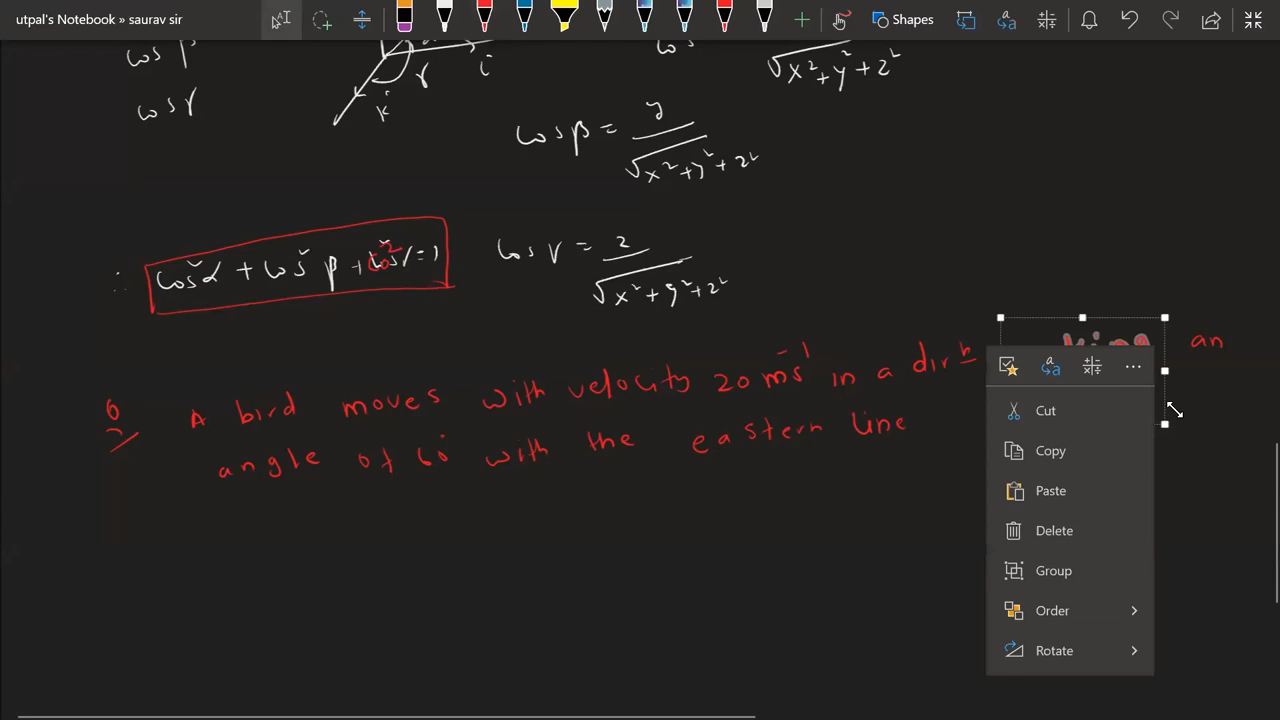 utpal's Notebook » saurav sir
Shapes
cos β
cos γ
γ
i
k
cos
√x²+y²+z²
cos β = y / √x²+y²+z²
∴ cos²α + cos²β + cos²γ = 1
cos γ = z / √x²+y²+z²
Q A bird moves with velocity 20 ms⁻¹ in a dirⁿ king an
angle of 60° with the eastern line
Cut
Copy
Paste
Delete
Group
Order
Rotate